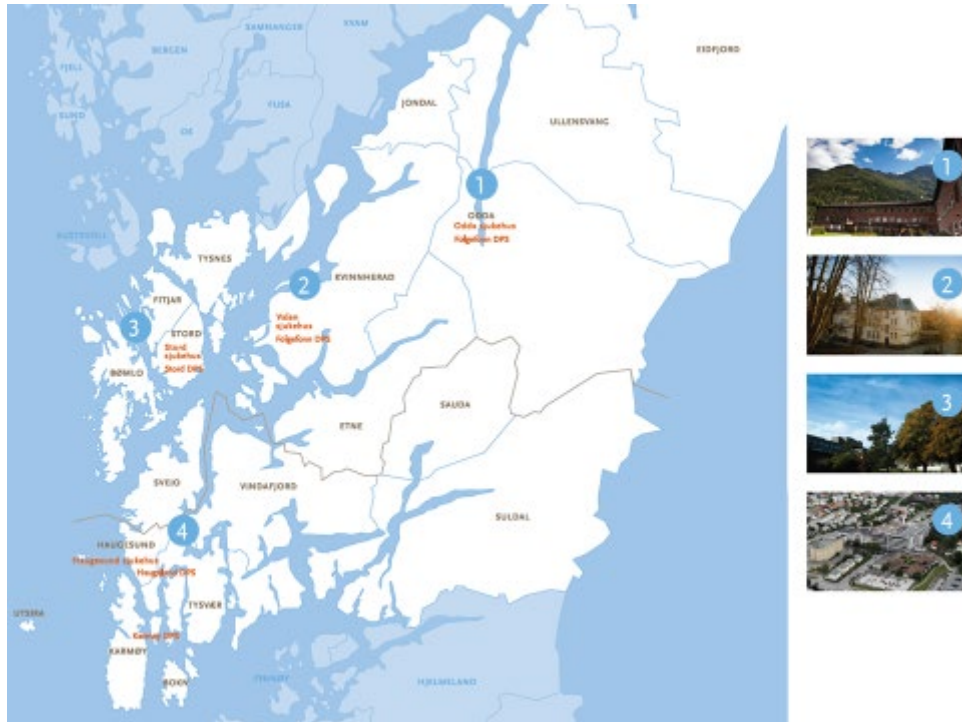 SAMNANGER
KVAM
BERGEN
EIDFJORD
FJELL
FUSA
JONDAL
SUND
ULLENSVANG
OS
1
ODDA
Odda sjukehus
Folgefonn DPS
AUSTEVOLL
TYSNES
KVINNHERAD
2
FITJAR
Valen
sjukehus
Folgefonn DPS
3
STORD
Stord
sjukehus
Stord DPS
BØMLO
SAUDA
ETNE
SVEIO
VINDAFJORD
SULDAL
4
HAUGESUND
Haugesund sjukehus
Haugaland DPS
TYSVÆR
UTSIRA
Karmøy DPS
KARMØY
BOKN
HJELMELAND
1
2
3
4